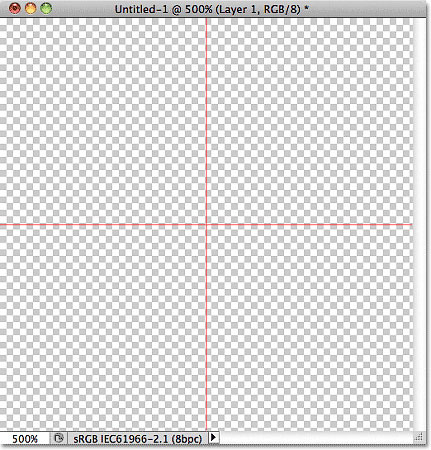 Untitled-1 @ 500% (Layer 1, RGB/8) *
500% sRGB IEC61966-2.1 (8bpc)